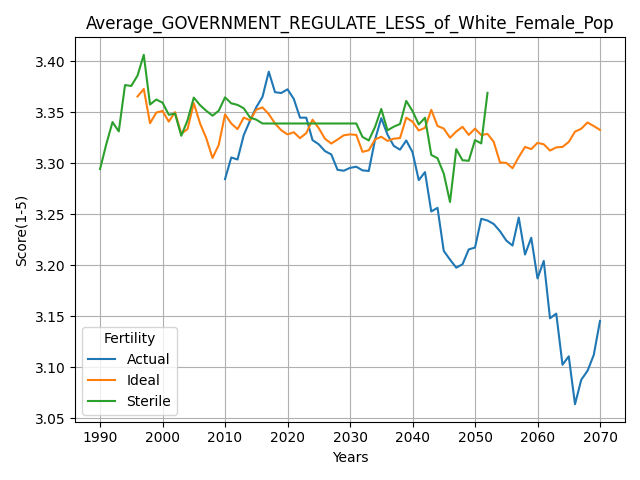 Average_GOVERNMENT_REGULATE_LESS_of_White_Female_Pop
3.40
3.35
3.30
3.25
3.20
3.15
3.10
3.05
Score(1-5)
Fertility
Actual
Ideal
Sterile
1990 2000 2010 2020 2030 2040 2050 2060 2070
Years